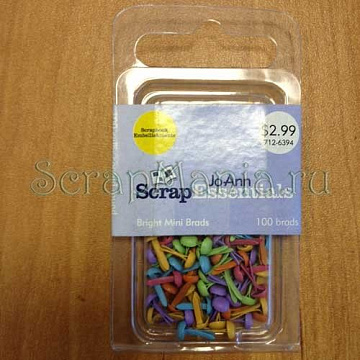 Scrapbook
Embellishments
$2.99
712-6394
ScrapMania.ru
Jo-Ann
Scrap Essentials
Bright Mini Brads
100 brads